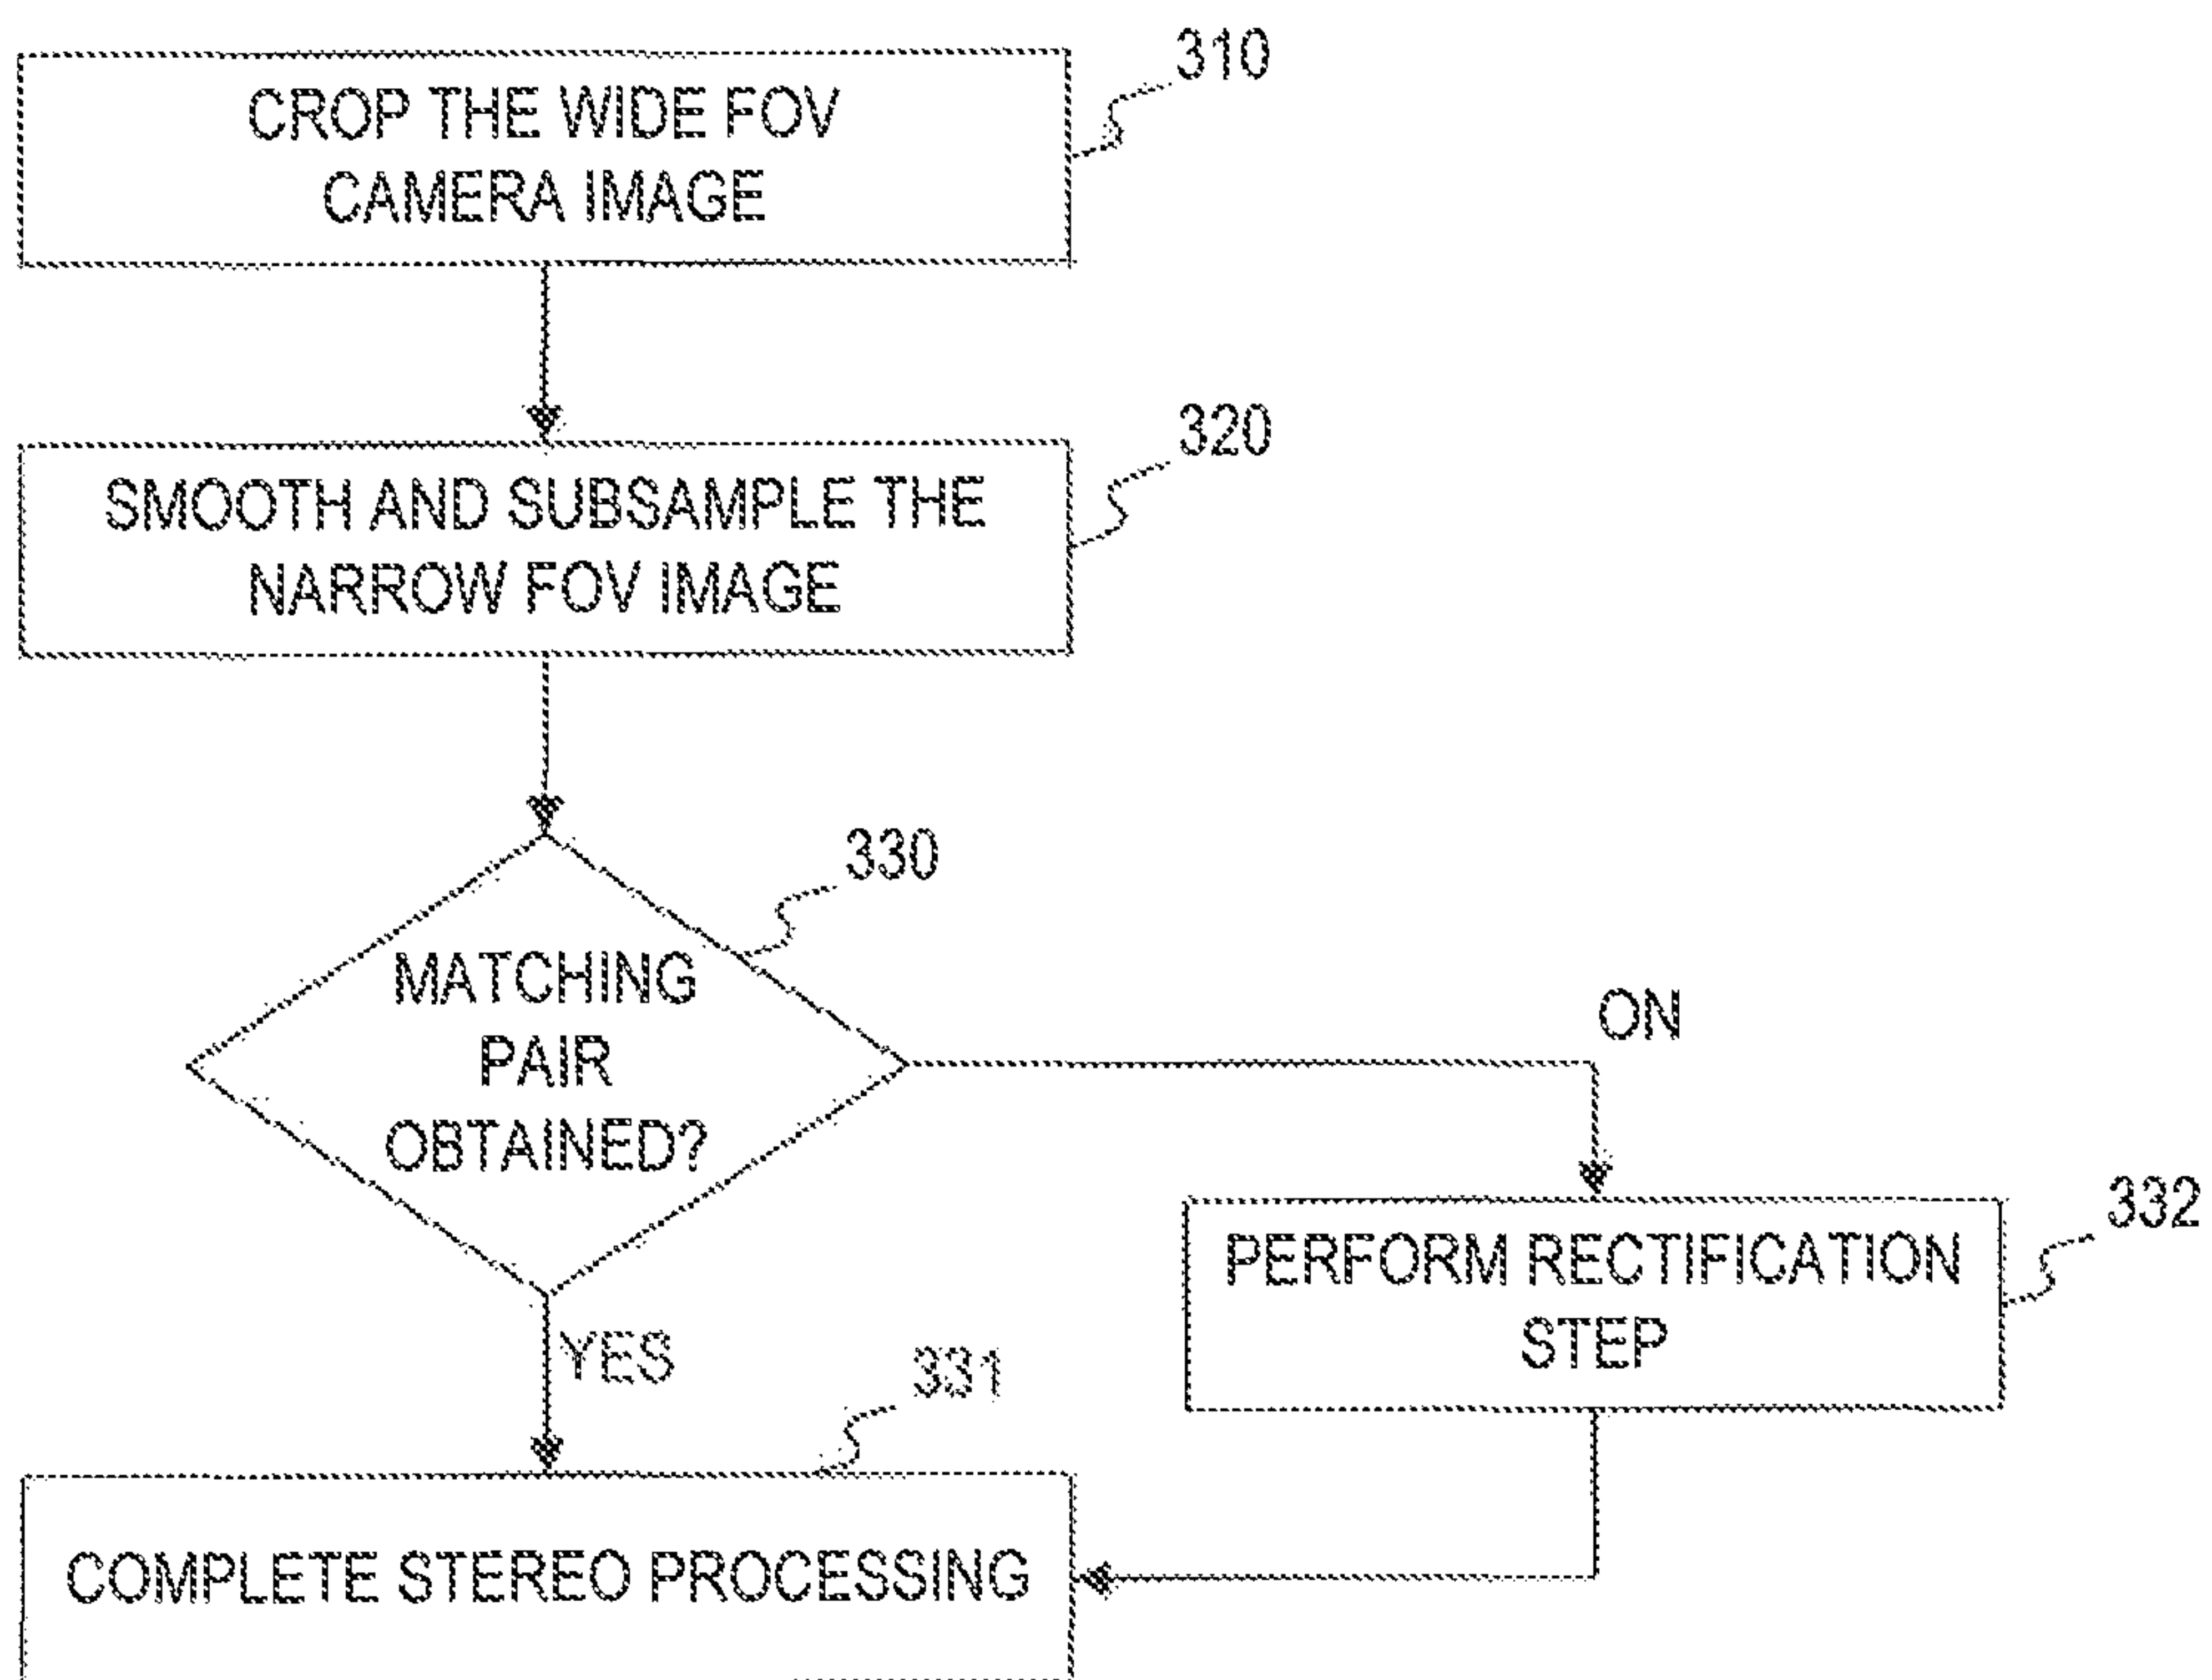 310
CROP THE WIDE FOV
CAMERA IMAGE
320
SMOOTH AND SUBSAMPLE THE
NARROW FOV IMAGE
330
MATCHING
PAIR
OBTAINED?
ON
332
PERFORM RECTIFICATION
STEP
YES
331
COMPLETE STEREO PROCESSING